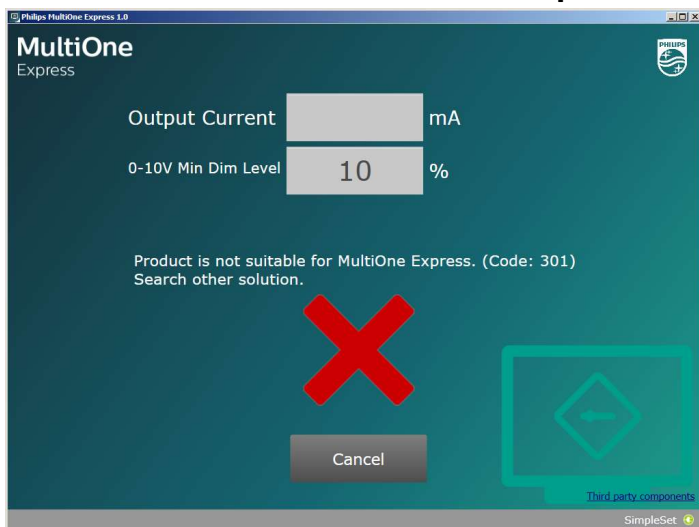 Philips MultiOne Express 1.0
MultiOne
Express
PHILIPS
Output Current mA
0-10V Min Dim Level 10 %
Product is not suitable for MultiOne Express. (Code: 301)
Search other solution.
Cancel
Third party components
SimpleSet